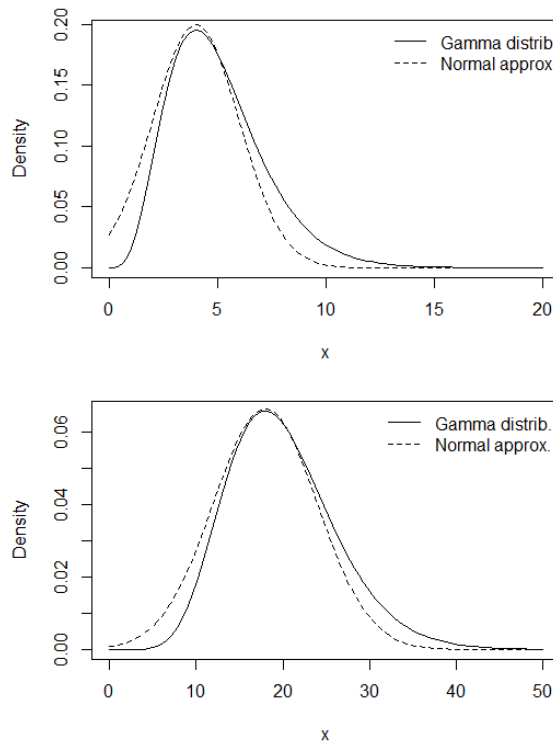 0.20
0.15
0.10
0.05
0.00
Density
Gamma distrib
Normal approx.
0 5 10 15 20
x
0.06
0.04
0.02
0.00
Density
Gamma distrib.
Normal approx.
0 10 20 30 40 50
x